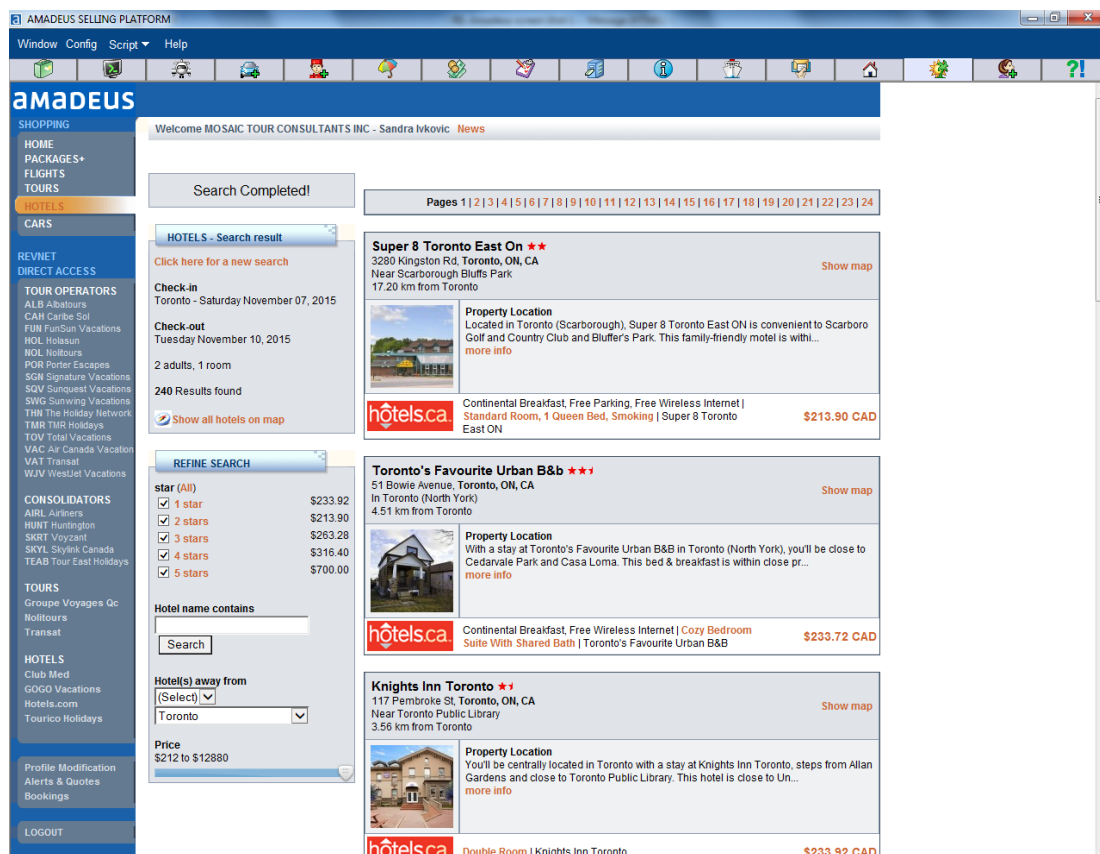 AMADEUS SELLING PLATFORM
Window Config Script Help
aMaDEUS
SHOPPING
HOME
PACKAGES+
FLIGHTS
TOURS
HOTELS
CARS
REVNET
DIRECT ACCESS
TOUR OPERATORS
ALB Albatours
CAH Caribe Sol
FUN FunSun Vacations
HOL Holasun
NOL Nolitours
POR Porter Escapes
SGN Signature Vacations
SQV Sunquest Vacations
SWG Sunwing Vacations
THN The Holiday Network
TMR TMR Holidays
TOV Total Vacations
VAC Air Canada Vacation
VAT Transat
WJV WestJet Vacations
CONSOLIDATORS
AIRL Airliners
HUNT Huntington
SKRT Voyzant
SKYL Skylink Canada
TEAB Tour East Holidays
TOURS
Groupe Voyages Qc
Nolitours
Transat
HOTELS
Club Med
GOGO Vacations
Hotels.com
Tourico Holidays
Profile Modification
Alerts & Quotes
Bookings
LOGOUT
Welcome MOSAIC TOUR CONSULTANTS INC - Sandra Ivkovic News
Search Completed!
HOTELS - Search result
Click here for a new search
Check-in
Toronto - Saturday November 07, 2015
Check-out
Tuesday November 10, 2015
2 adults, 1 room
240 Results found
Show all hotels on map
REFINE SEARCH
star (All)
1 star $233.92
2 stars $213.90
3 stars $263.28
4 stars $316.40
5 stars $700.00
Hotel name contains
Search
Hotel(s) away from
(Select)
Toronto
Price
$212 to $12880
Pages 1 | 2 | 3 | 4 | 5 | 6 | 7 | 8 | 9 | 10 | 11 | 12 | 13 | 14 | 15 | 16 | 17 | 18 | 19 | 20 | 21 | 22 | 23 | 24
Super 8 Toronto East On
3280 Kingston Rd, Toronto, ON, CA
Near Scarborough Bluffs Park
17.20 km from Toronto
Show map
Property Location
Located in Toronto (Scarborough), Super 8 Toronto East ON is convenient to Scarboro
Golf and Country Club and Bluffer's Park. This family-friendly motel is withi...
more info
hotels.ca
Continental Breakfast, Free Parking, Free Wireless Internet |
Standard Room, 1 Queen Bed, Smoking | Super 8 Toronto
East ON
$213.90 CAD
Toronto's Favourite Urban B&b
51 Bowie Avenue, Toronto, ON, CA
In Toronto (North York)
4.51 km from Toronto
Show map
Property Location
With a stay at Toronto's Favourite Urban B&B in Toronto (North York), you'll be close to
Cedarvale Park and Casa Loma. This bed & breakfast is within close pr...
more info
hotels.ca
Continental Breakfast, Free Wireless Internet | Cozy Bedroom
Suite With Shared Bath | Toronto's Favourite Urban B&B
$233.72 CAD
Knights Inn Toronto
117 Pembroke St, Toronto, ON, CA
Near Toronto Public Library
3.56 km from Toronto
Show map
Property Location
You'll be centrally located in Toronto with a stay at Knights Inn Toronto, steps from Allan
Gardens and close to Toronto Public Library. This hotel is close to Un...
more info
hotels.ca
Double Room | Knights Inn Toronto
$233.92 CAD